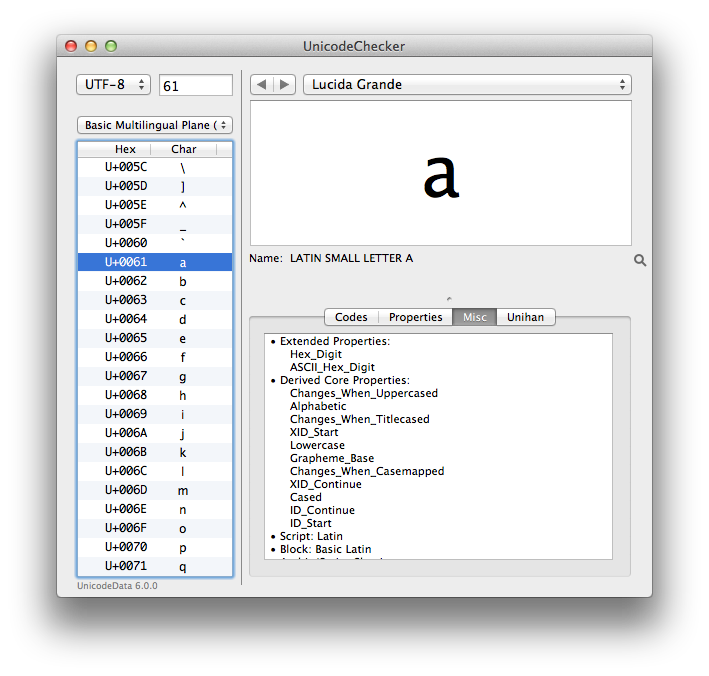 UnicodeChecker
UTF-8 61
Basic Multilingual Plane (
Hex Char
U+005C \
U+005D ]
U+005E ^
U+005F _
U+0060 `
U+0061 a
U+0062 b
U+0063 c
U+0064 d
U+0065 e
U+0066 f
U+0067 g
U+0068 h
U+0069 i
U+006A j
U+006B k
U+006C l
U+006D m
U+006E n
U+006F o
U+0070 p
U+0071 q
UnicodeData 6.0.0
Lucida Grande
a
Name: LATIN SMALL LETTER A
Codes Properties Misc Unihan
• Extended Properties:
Hex_Digit
ASCII_Hex_Digit
• Derived Core Properties:
Changes_When_Uppercased
Alphabetic
Changes_When_Titlecased
XID_Start
Lowercase
Grapheme_Base
Changes_When_Casemapped
XID_Continue
Cased
ID_Continue
ID_Start
• Script: Latin
• Block: Basic Latin